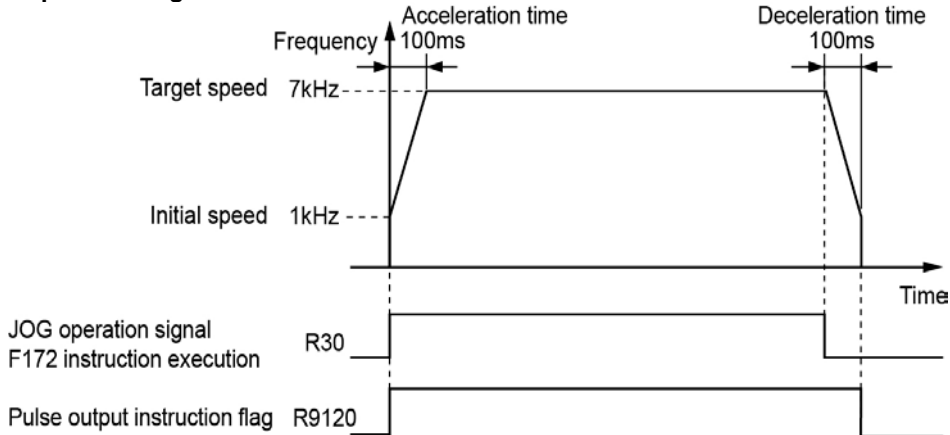 Acceleration time
100ms
Deceleration time
100ms
Frequency
Target speed 7kHz
Initial speed 1kHz
Time
JOG operation signal
F172 instruction execution
R30
Pulse output instruction flag R9120